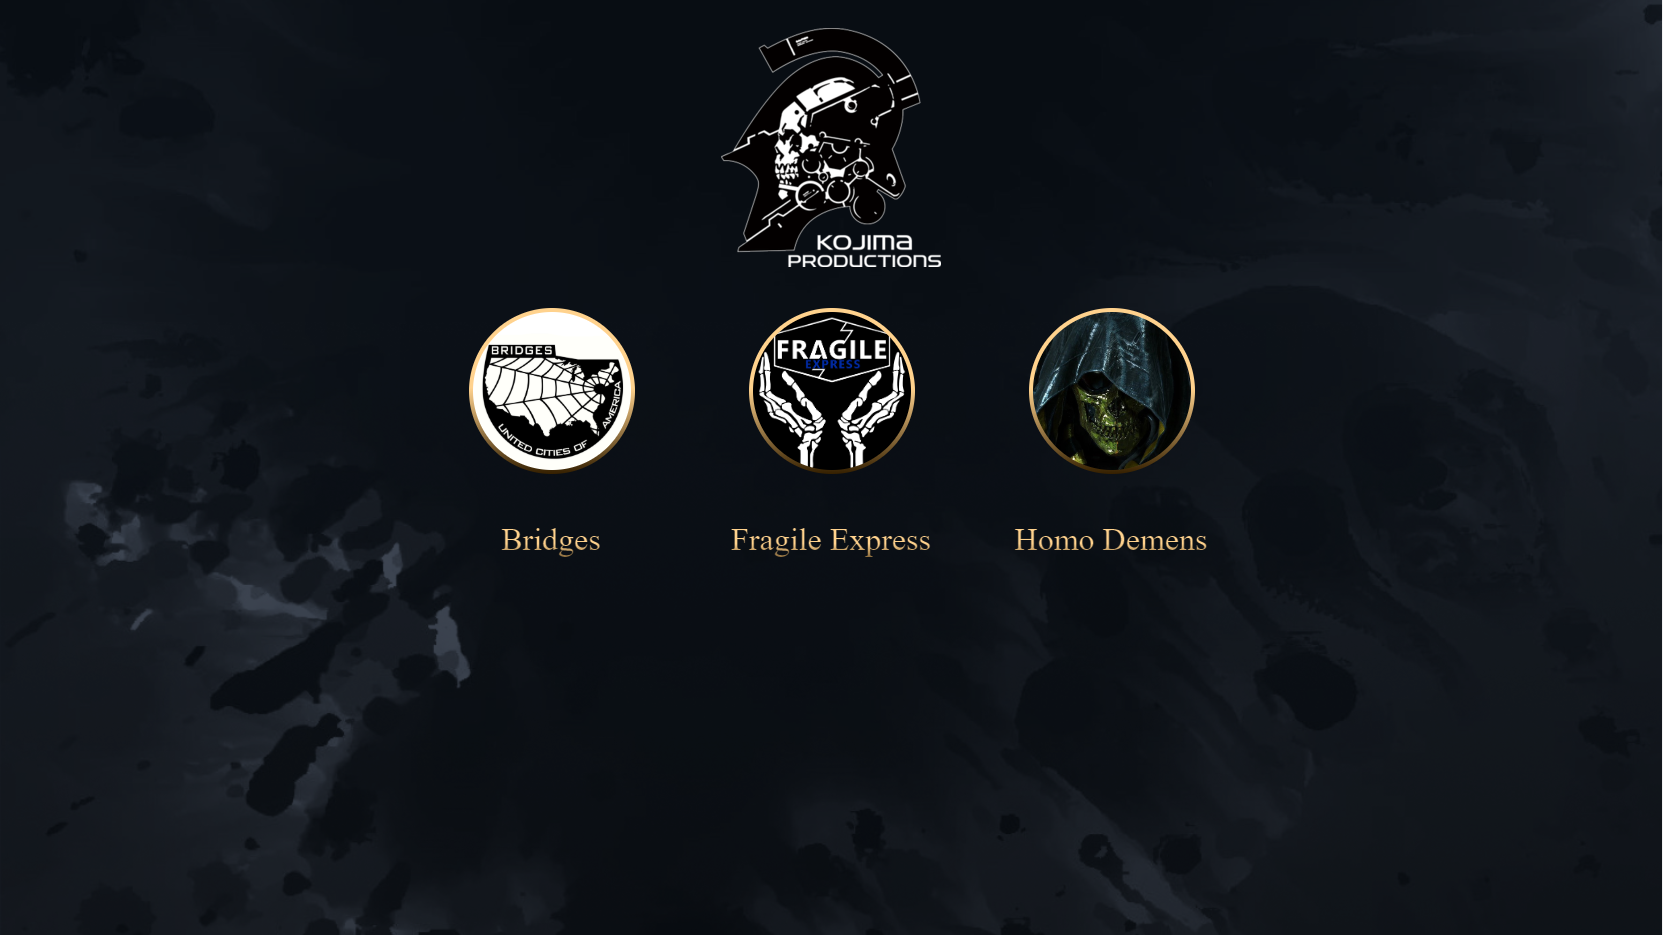 KOJIMA
PRODUCTIONS
BRIDGES
UNITED CITIES OF AMERICA
FRAGILE
EXPRESS
Bridges
Fragile Express
Homo Demens